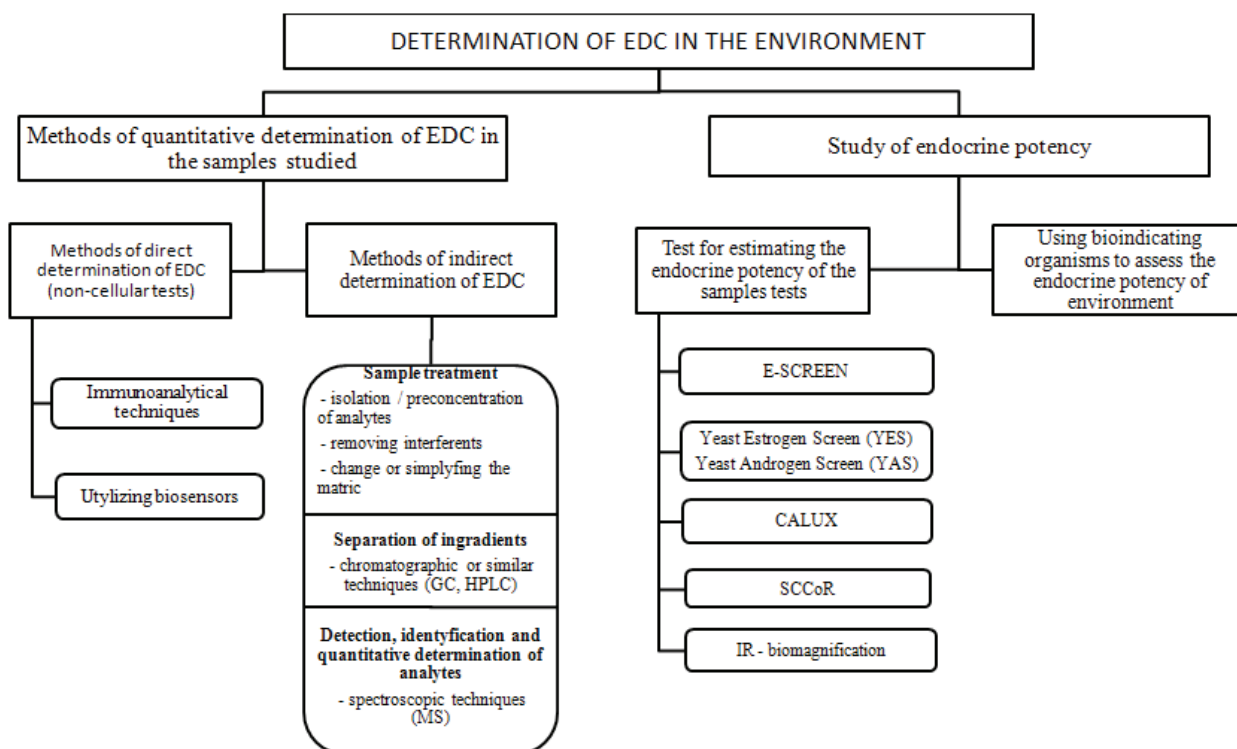 DETERMINATION OF EDC IN THE ENVIRONMENT
Methods of quantitative determination of EDC in
the samples studied
Study of endocrine potency
Methods of direct
determination of EDC
(non-cellular tests)
Methods of indirect
determination of EDC
Test for estimating the
endocrine potency of the
samples tests
Using bioindicating
organisms to assess the
endocrine potency of
environment
Immunoanalytical
techniques
Utylizing biosensors
Sample treatment
- isolation / preconcentration
of analytes
- removing interferents
- change or simplyfing the
matric
Separation of ingredients
- chromatographic or similar
techniques (GC, HPLC)
Detection, identyfication and
quantitative determination of
analytes
- spectroscopic techniques
(MS)
E-SCREEN
Yeast Estrogen Screen (YES)
Yeast Androgen Screen (YAS)
CALUX
SCCoR
IR - biomagnification